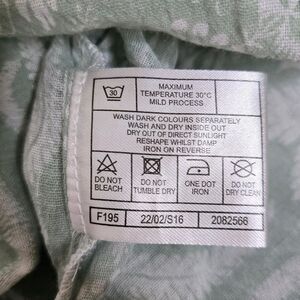 30
MAXIMUM
TEMPERATURE 30°C
MILD PROCESS
WASH DARK COLOURS SEPARATELY
WASH AND DRY INSIDE OUT
DRY OUT OF DIRECT SUNLIGHT
RESHAPE WHILST DAMP
IRON ON REVERSE
DO NOT BLEACH
DO NOT TUMBLE DRY
ONE DOT IRON
DO NOT DRY CLEAN
F195 22/02/S16 2082566